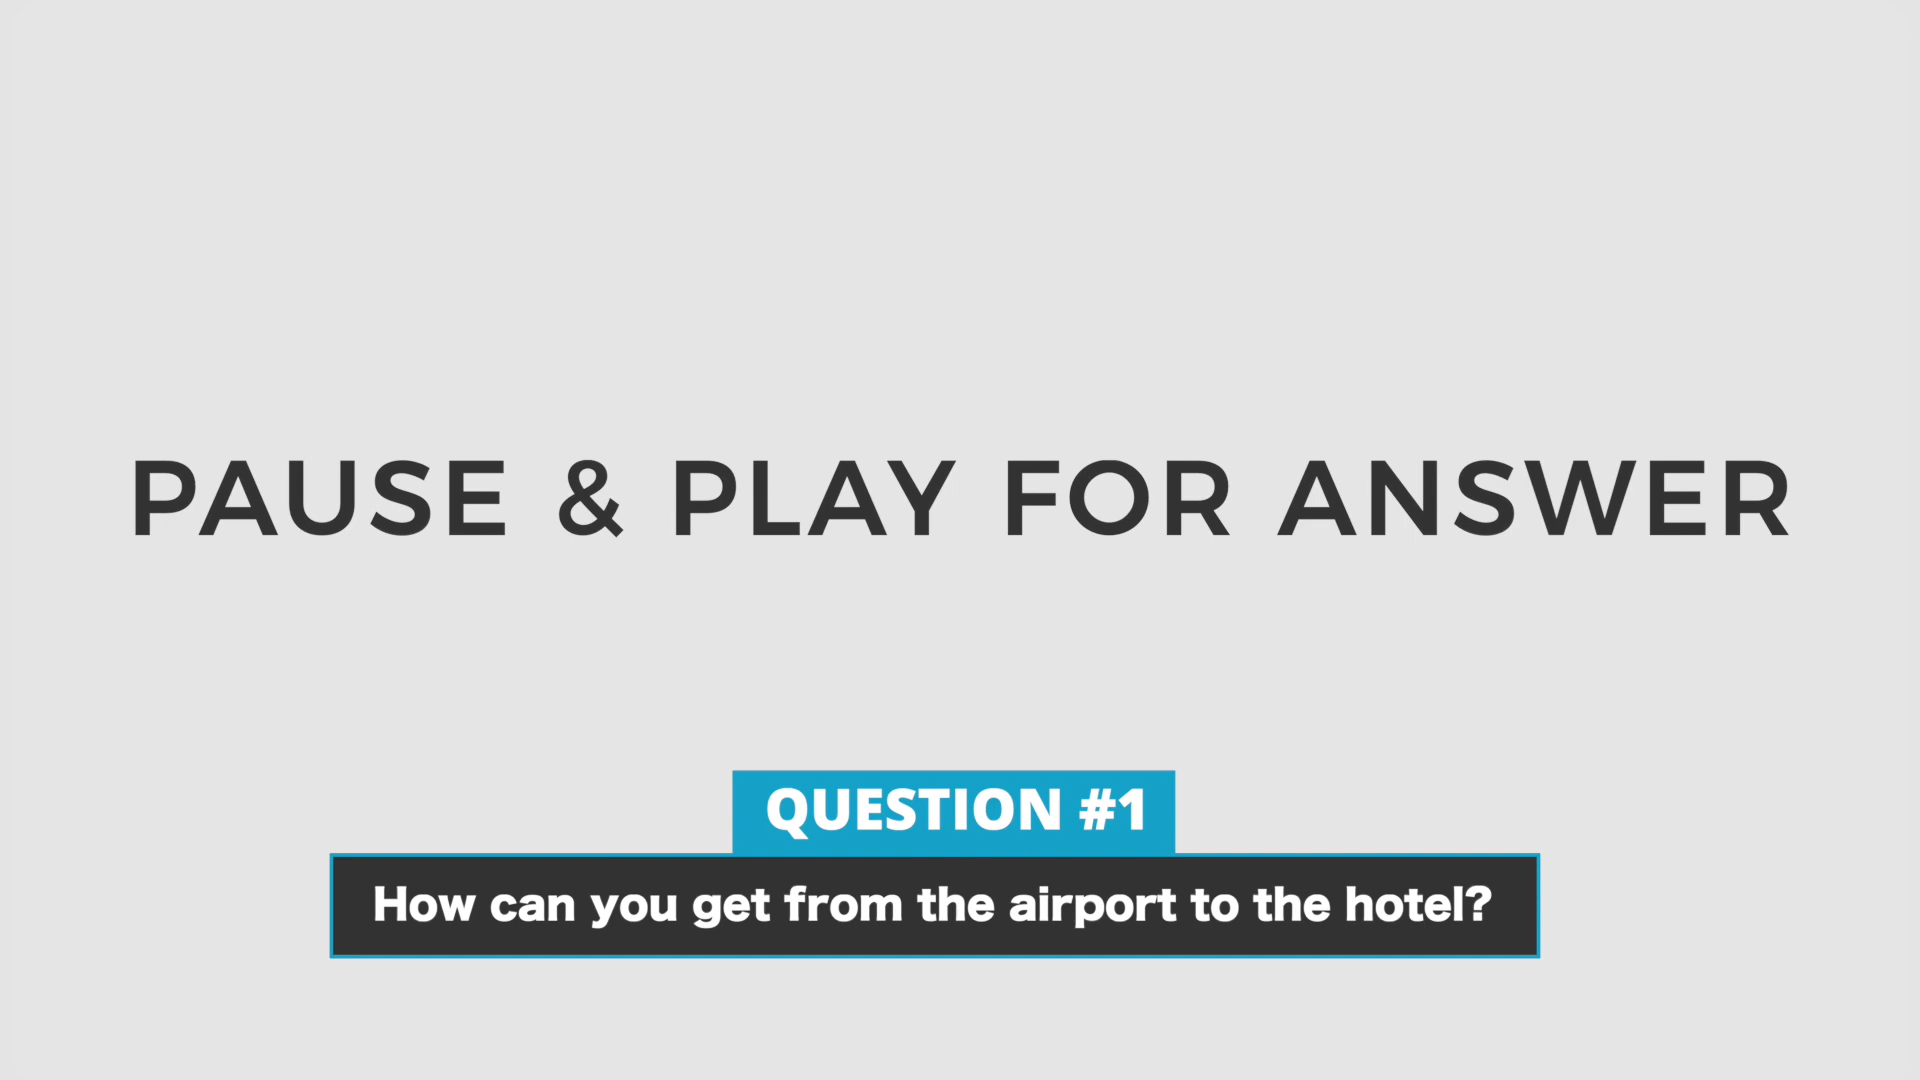 PAUSE & PLAY FOR ANSWER
QUESTION #1
How can you get from the airport to the hotel?